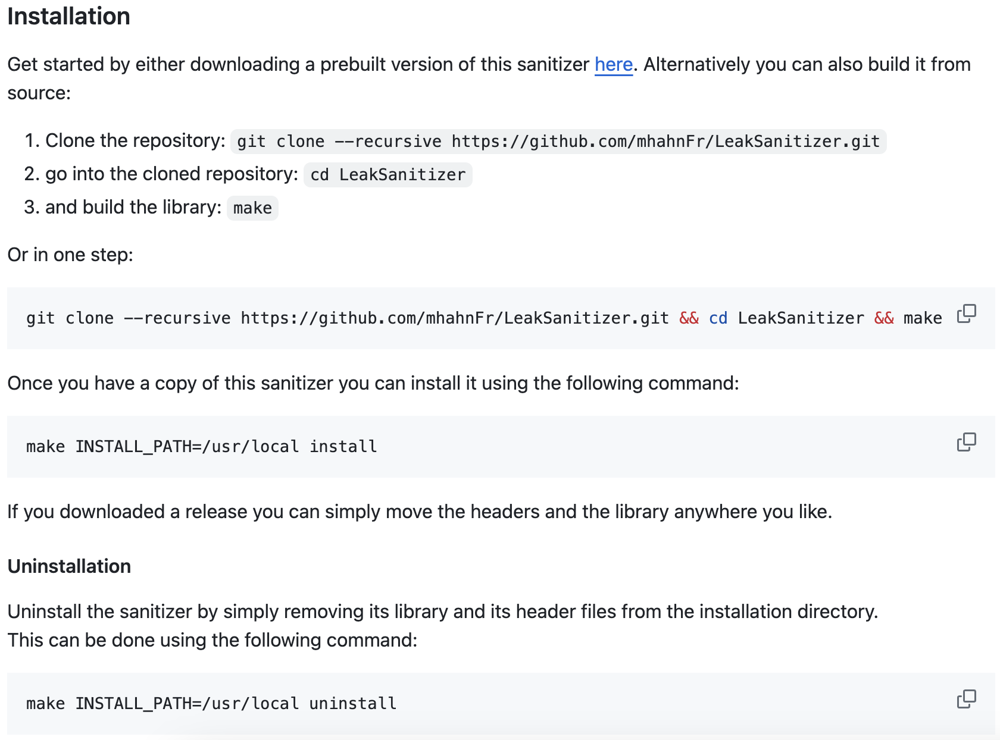 Installation
Get started by either downloading a prebuilt version of this sanitizer here. Alternatively you can also build it from
source:
1. Clone the repository: git clone --recursive https://github.com/mhahnFr/LeakSanitizer.git
2. go into the cloned repository: cd LeakSanitizer
3. and build the library: make
Or in one step:
git clone --recursive https://github.com/mhahnFr/LeakSanitizer.git && cd LeakSanitizer && make
Once you have a copy of this sanitizer you can install it using the following command:
make INSTALL_PATH=/usr/local install
If you downloaded a release you can simply move the headers and the library anywhere you like.
Uninstallation
Uninstall the sanitizer by simply removing its library and its header files from the installation directory.
This can be done using the following command:
make INSTALL_PATH=/usr/local uninstall